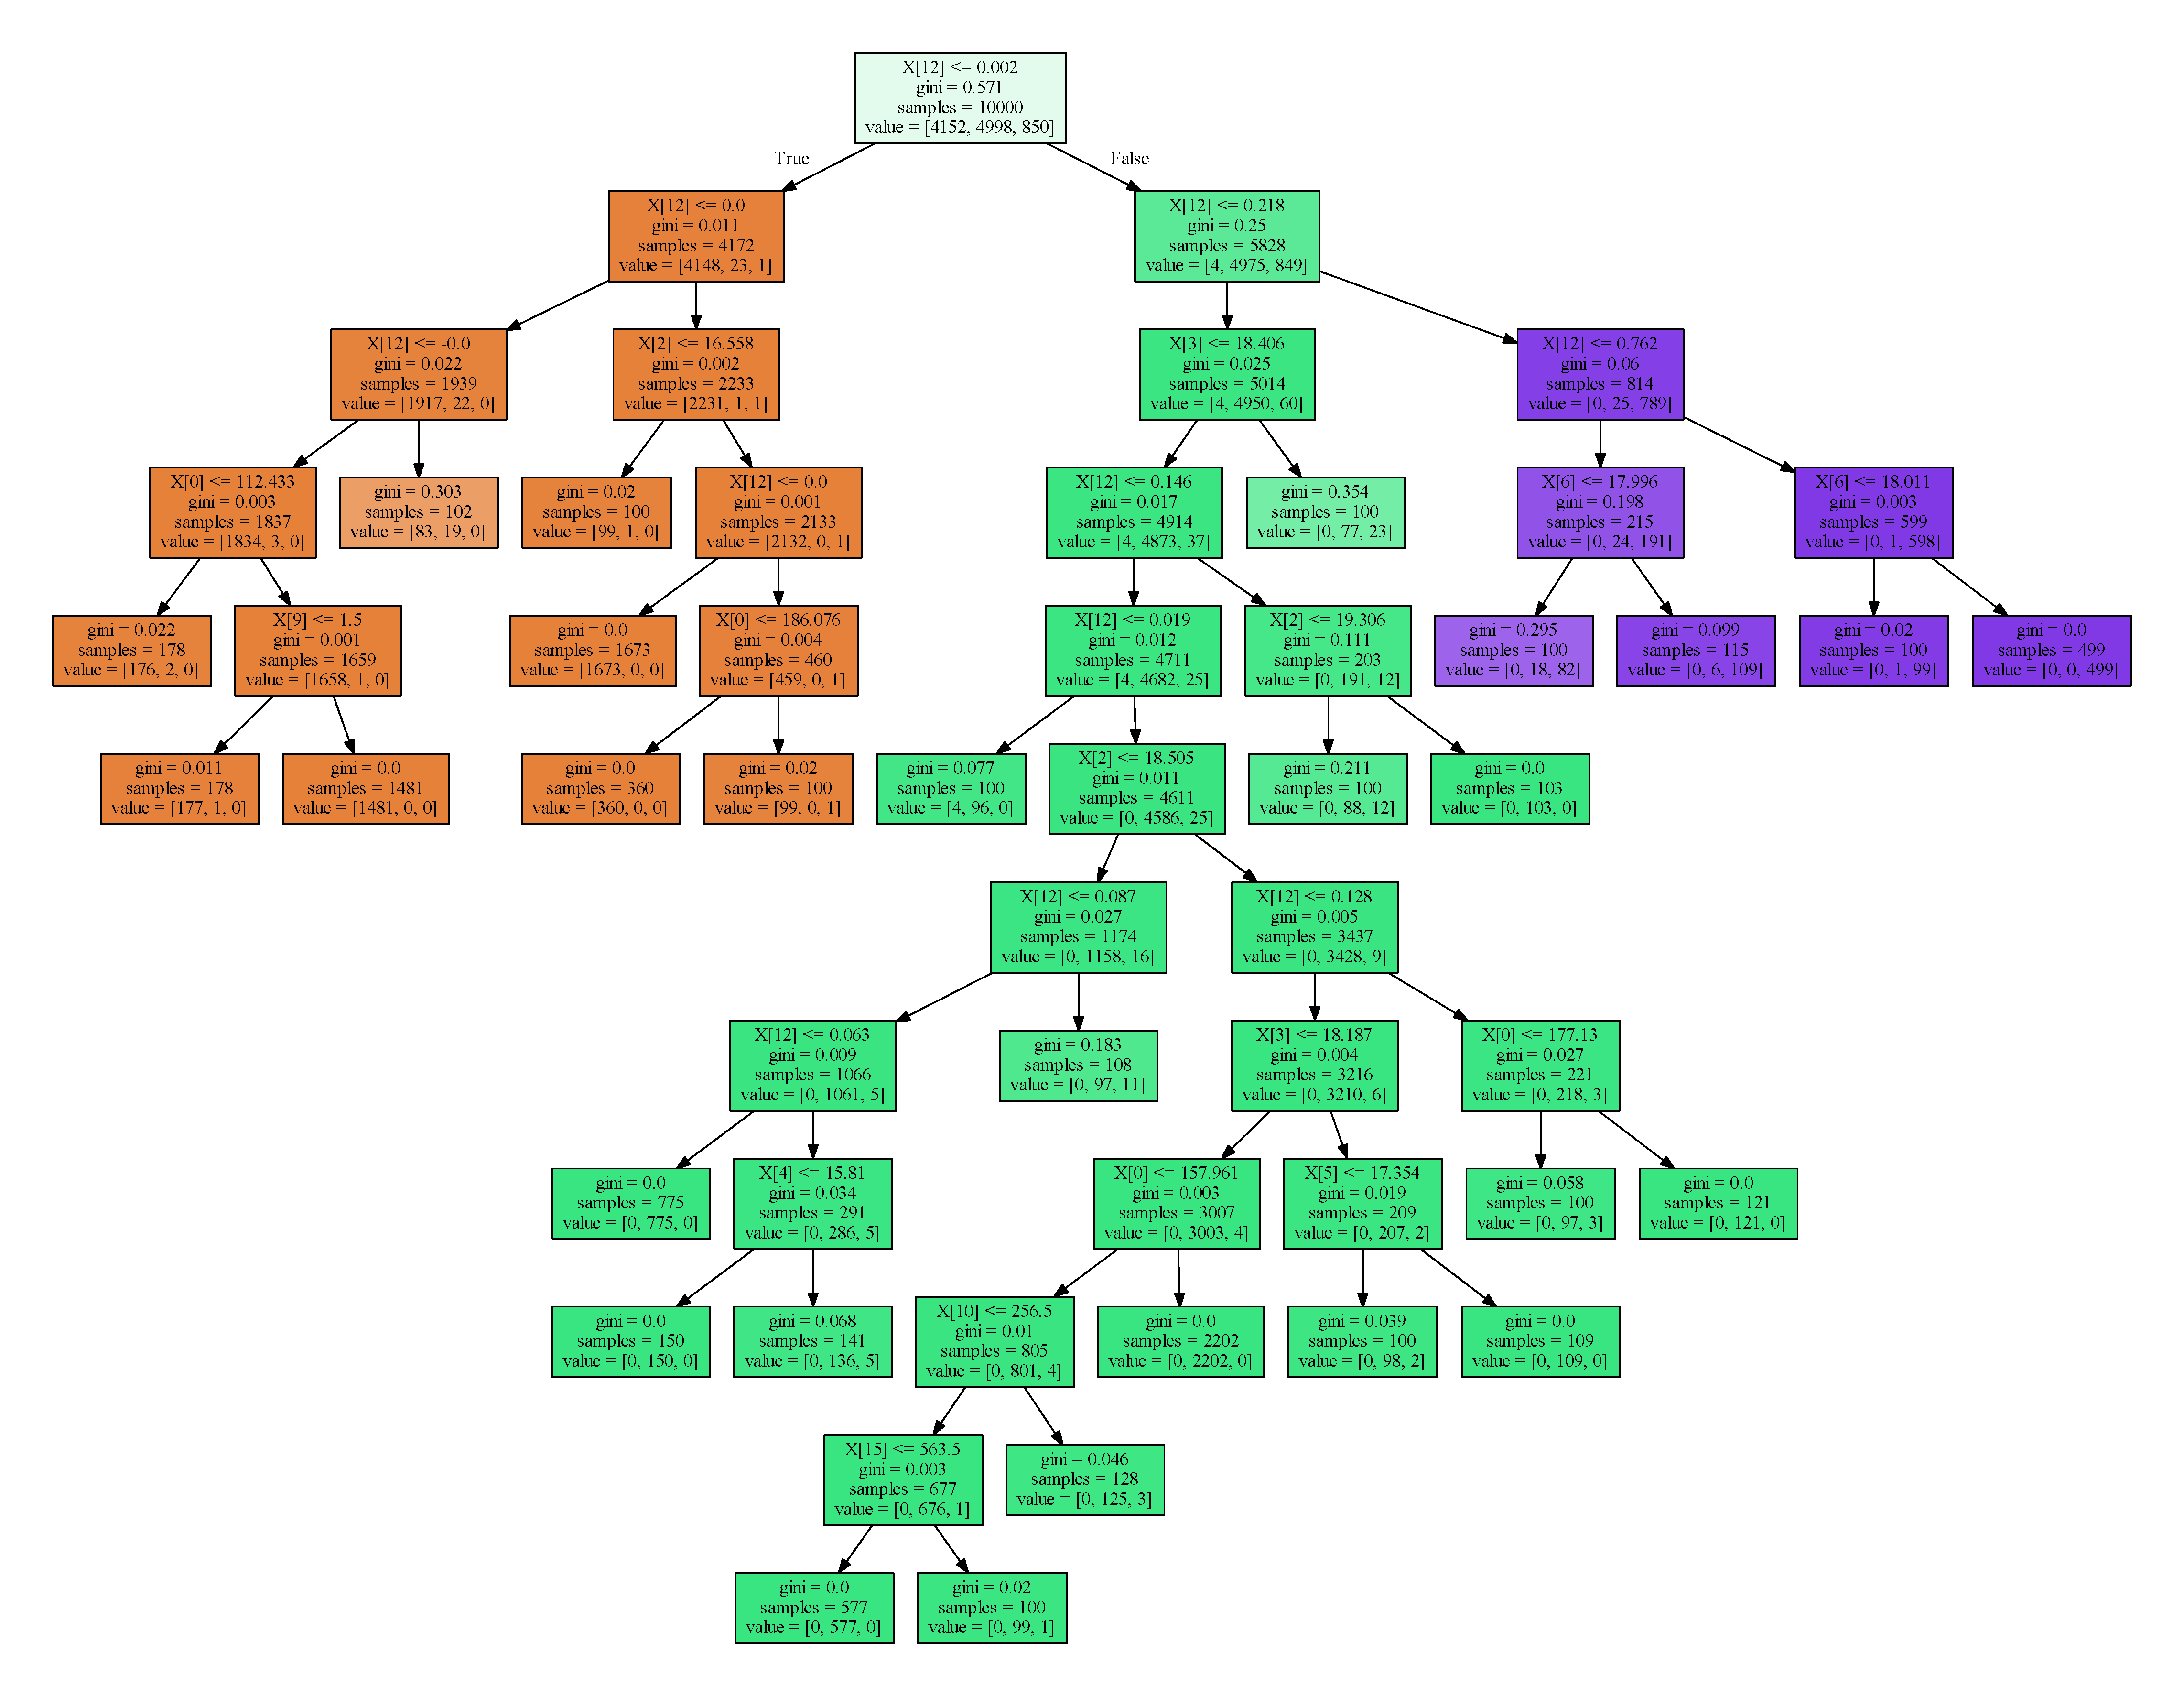 X[12] <= 0.002
gini = 0.571
samples = 10000
value = [4152, 4998, 850]
True
False
X[12] <= 0.0
gini = 0.011
samples = 4172
value = [4148, 23, 1]
X[12] <= 0.218
gini = 0.25
samples = 5828
value = [4, 4975, 849]
X[12] <= -0.0
gini = 0.022
samples = 1939
value = [1917, 22, 0]
X[2] <= 16.558
gini = 0.002
samples = 2233
value = [2231, 1, 1]
X[3] <= 18.406
gini = 0.025
samples = 5014
value = [4, 4950, 60]
X[12] <= 0.762
gini = 0.06
samples = 814
value = [0, 25, 789]
X[0] <= 112.433
gini = 0.003
samples = 1837
value = [1834, 3, 0]
gini = 0.303
samples = 102
value = [83, 19, 0]
gini = 0.02
samples = 100
value = [99, 1, 0]
X[12] <= 0.0
gini = 0.001
samples = 2133
value = [2132, 0, 1]
X[12] <= 0.146
gini = 0.017
samples = 4914
value = [4, 4873, 37]
gini = 0.354
samples = 100
value = [0, 77, 23]
X[6] <= 17.996
gini = 0.198
samples = 215
value = [0, 24, 191]
X[6] <= 18.011
gini = 0.003
samples = 599
value = [0, 1, 598]
gini = 0.022
samples = 178
value = [176, 2, 0]
X[9] <= 1.5
gini = 0.001
samples = 1659
value = [1658, 1, 0]
gini = 0.0
samples = 1673
value = [1673, 0, 0]
X[0] <= 186.076
gini = 0.004
samples = 460
value = [459, 0, 1]
X[12] <= 0.019
gini = 0.012
samples = 4711
value = [4, 4682, 25]
X[2] <= 19.306
gini = 0.111
samples = 203
value = [0, 191, 12]
gini = 0.295
samples = 100
value = [0, 18, 82]
gini = 0.099
samples = 115
value = [0, 6, 109]
gini = 0.02
samples = 100
value = [0, 1, 99]
gini = 0.0
samples = 499
value = [0, 0, 499]
gini = 0.011
samples = 178
value = [177, 1, 0]
gini = 0.0
samples = 1481
value = [1481, 0, 0]
gini = 0.0
samples = 360
value = [360, 0, 0]
gini = 0.02
samples = 100
value = [99, 0, 1]
gini = 0.077
samples = 100
value = [4, 96, 0]
X[2] <= 18.505
gini = 0.011
samples = 4611
value = [0, 4586, 25]
gini = 0.211
samples = 100
value = [0, 88, 12]
gini = 0.0
samples = 103
value = [0, 103, 0]
X[12] <= 0.087
gini = 0.027
samples = 1174
value = [0, 1158, 16]
X[12] <= 0.128
gini = 0.005
samples = 3437
value = [0, 3428, 9]
X[12] <= 0.063
gini = 0.009
samples = 1066
value = [0, 1061, 5]
gini = 0.183
samples = 108
value = [0, 97, 11]
X[3] <= 18.187
gini = 0.004
samples = 3216
value = [0, 3210, 6]
X[0] <= 177.13
gini = 0.027
samples = 221
value = [0, 218, 3]
gini = 0.0
samples = 775
value = [0, 775, 0]
X[4] <= 15.81
gini = 0.034
samples = 291
value = [0, 286, 5]
X[0] <= 157.961
gini = 0.003
samples = 3007
value = [0, 3003, 4]
X[5] <= 17.354
gini = 0.019
samples = 209
value = [0, 207, 2]
gini = 0.058
samples = 100
value = [0, 97, 3]
gini = 0.0
samples = 121
value = [0, 121, 0]
gini = 0.0
samples = 150
value = [0, 150, 0]
gini = 0.068
samples = 141
value = [0, 136, 5]
X[10] <= 256.5
gini = 0.01
samples = 805
value = [0, 801, 4]
gini = 0.0
samples = 2202
value = [0, 2202, 0]
gini = 0.039
samples = 100
value = [0, 98, 2]
gini = 0.0
samples = 109
value = [0, 109, 0]
X[15] <= 563.5
gini = 0.003
samples = 677
value = [0, 676, 1]
gini = 0.046
samples = 128
value = [0, 125, 3]
gini = 0.0
samples = 577
value = [0, 577, 0]
gini = 0.02
samples = 100
value = [0, 99, 1]